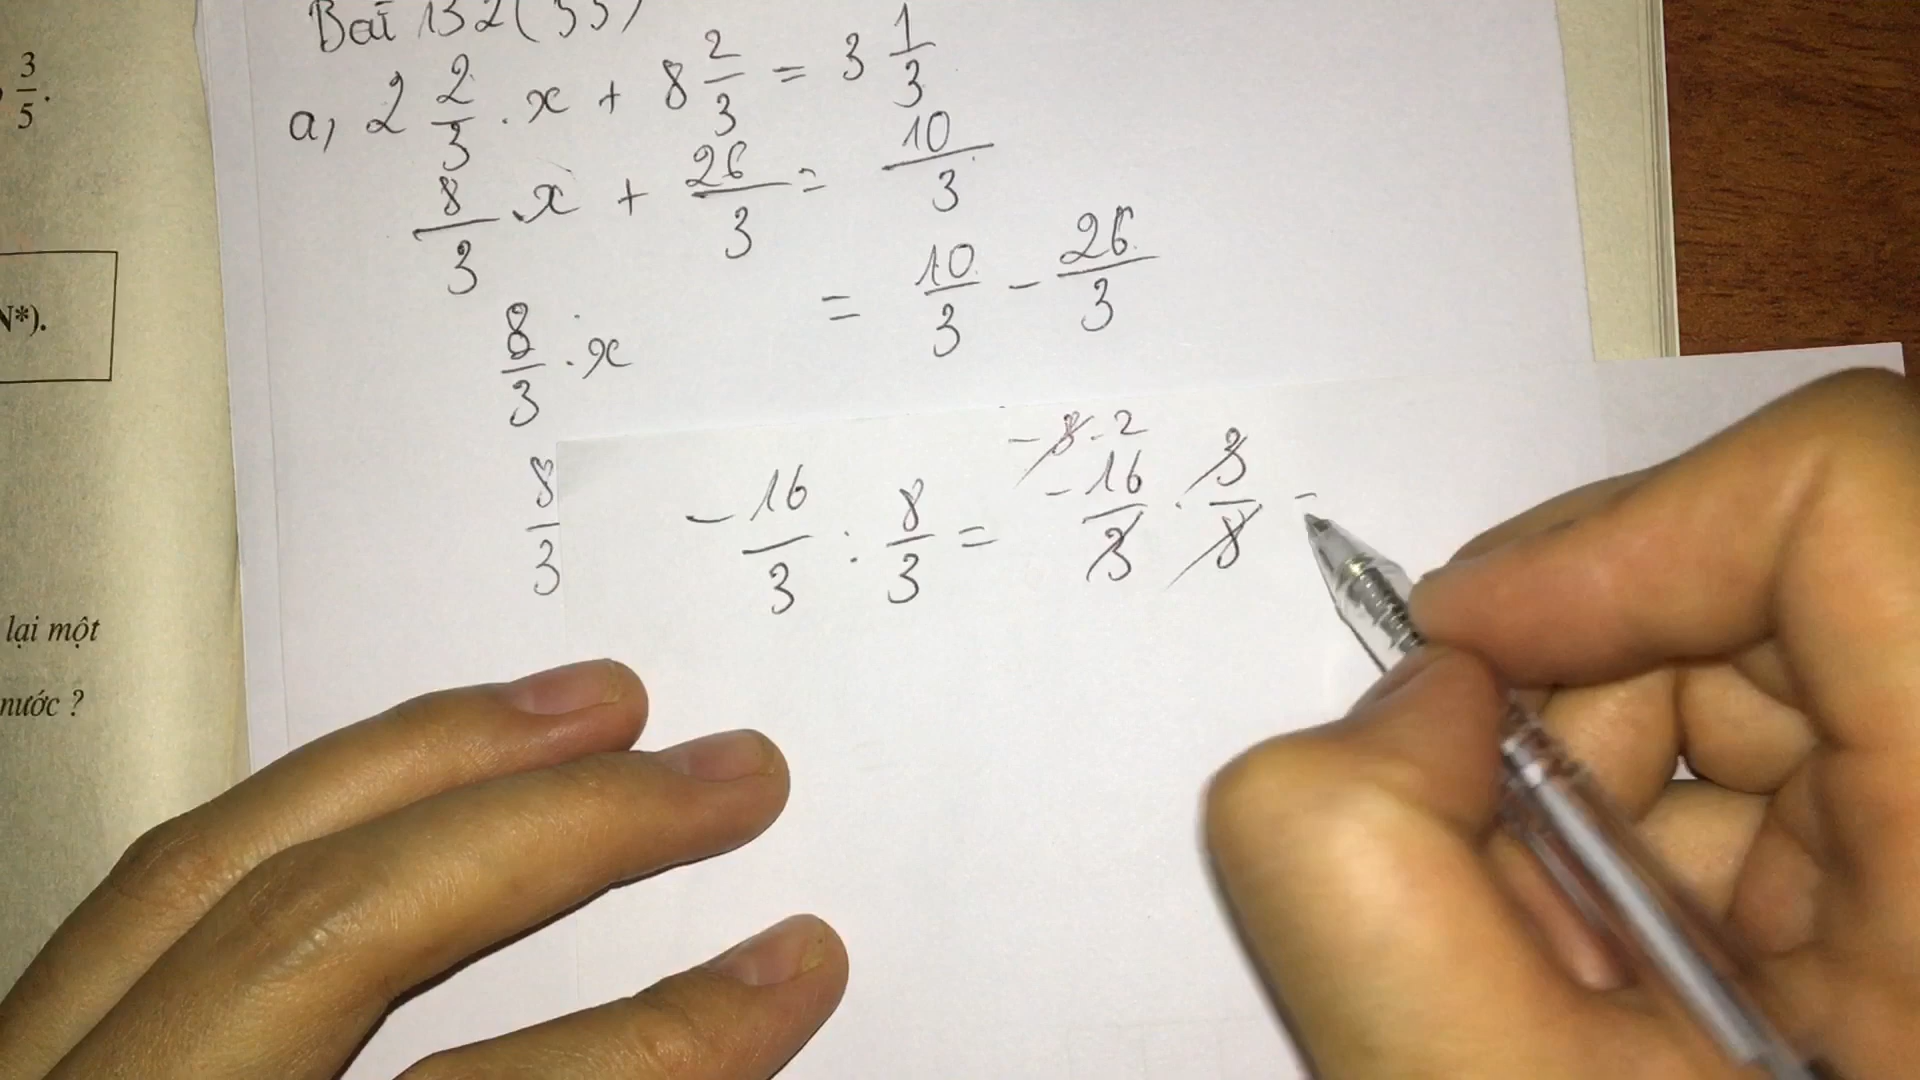 Bài 132(55)
a, 2 2/3 . x + 8 2/3 = 3 1/3
8/3 . x + 26/3 = 10/3
8/3 . x = 10/3 - 26/3
8/3
-8.2
-16/3 : 8/3 = -16/3 . 3/8 =
3/5.
N*).
lại một
nước ?